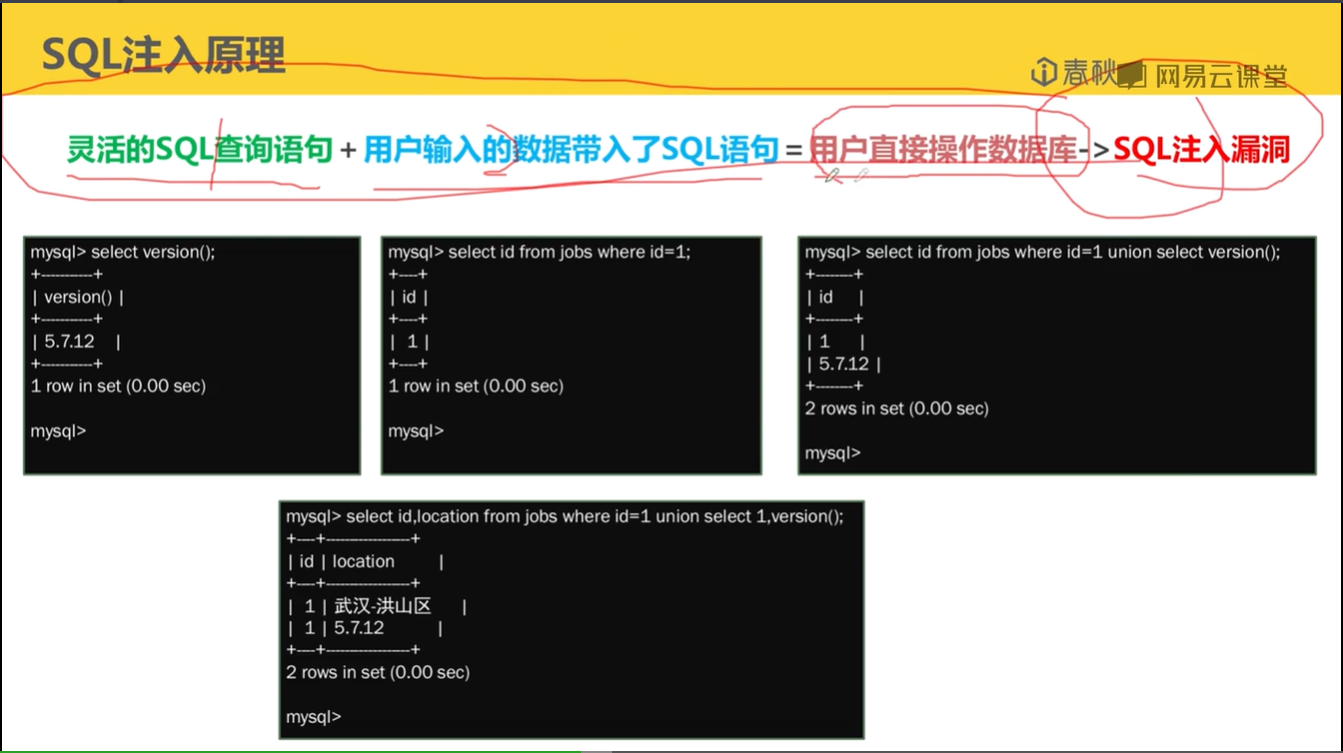 SQL注入原理
春秋 网易云课堂
灵活的SQL查询语句+用户输入的数据带入了SQL语句=用户直接操作数据库->SQL注入漏洞
mysql> select version();
+----------+
| version() |
+----------+
| 5.7.12 |
+----------+
1 row in set (0.00 sec)
mysql>
mysql> select id from jobs where id=1;
+----+
| id |
+----+
| 1 |
+----+
1 row in set (0.00 sec)
mysql>
mysql> select id from jobs where id=1 union select version();
+-------+
| id |
+-------+
| 1 |
| 5.7.12 |
+-------+
2 rows in set (0.00 sec)
mysql>
mysql> select id,location from jobs where id=1 union select 1,version();
+----+-----------------+
| id | location |
+----+-----------------+
| 1 | 武汉-洪山区 |
| 1 | 5.7.12 |
+----+-----------------+
2 rows in set (0.00 sec)
mysql>